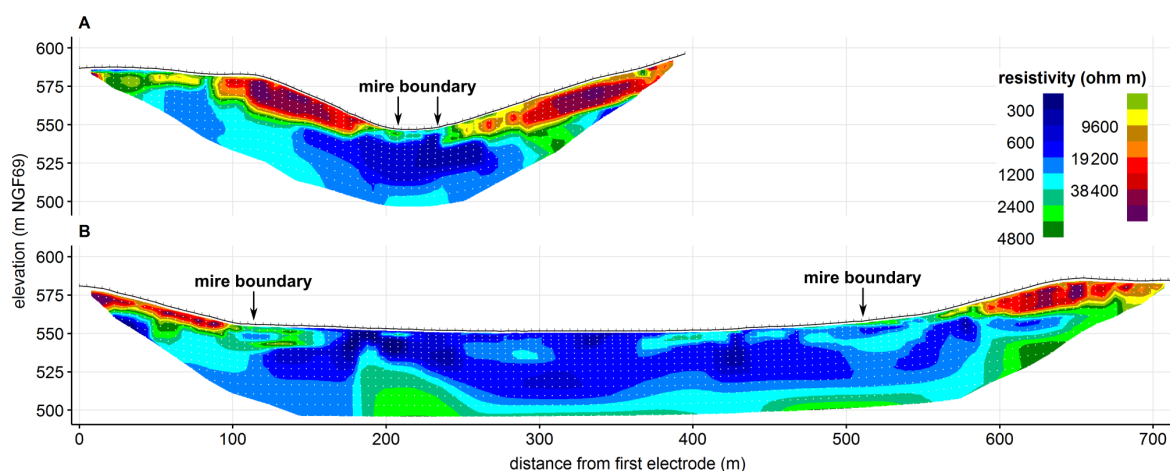 A
600
575
550
525
500
mire boundary
resistivity (ohm m)
300
600
1200
2400
4800
9600
19200
38400
elevation (m NGF69)
B
600
575
550
525
500
mire boundary
mire boundary
0 100 200 300 400 500 600 700
distance from first electrode (m)